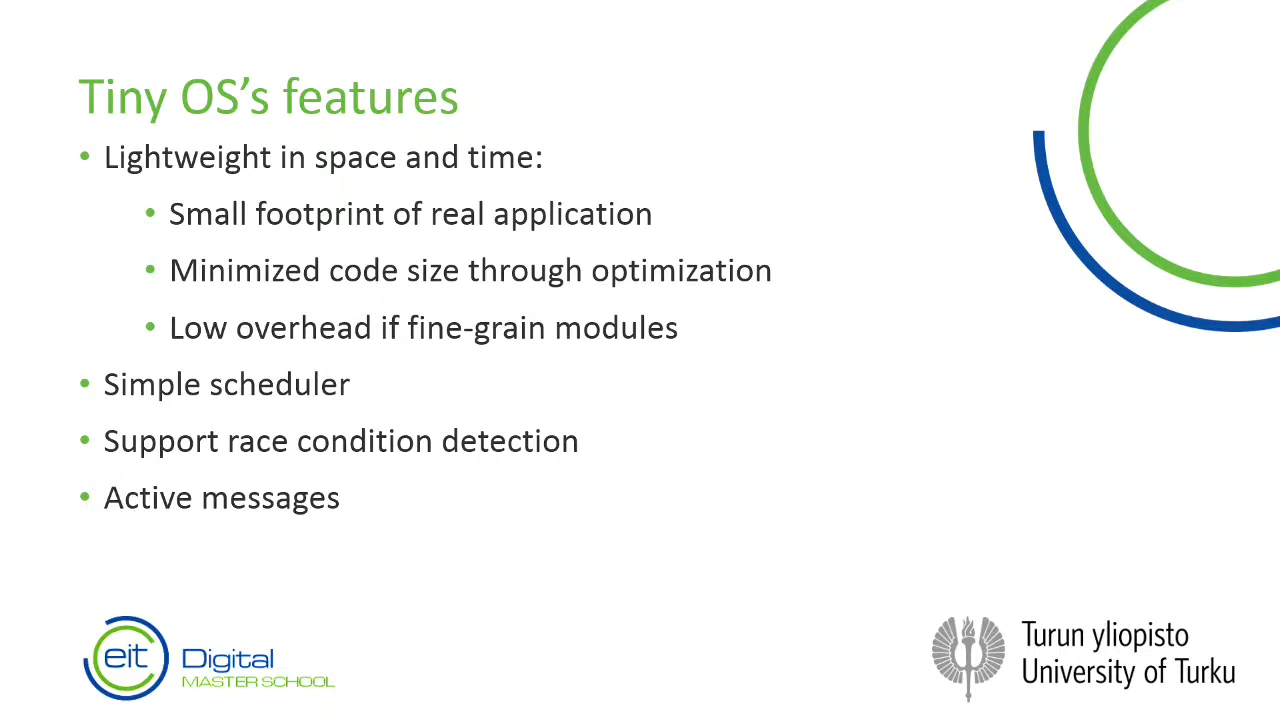 Tiny OS’s features
• Lightweight in space and time:
• Small footprint of real application
• Minimized code size through optimization
• Low overhead if fine-grain modules
• Simple scheduler
• Support race condition detection
• Active messages
eit Digital
MASTER SCHOOL
Turun yliopisto
University of Turku